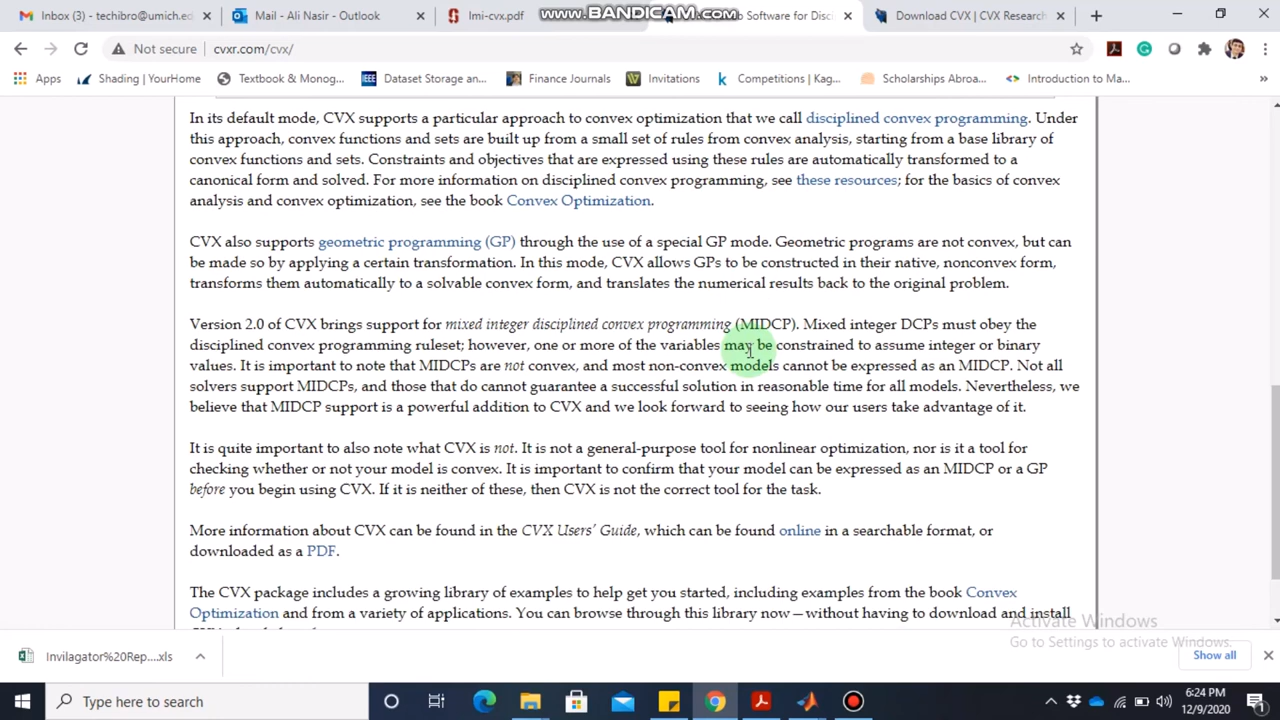 Inbox (3) - techibro@umich.ed
Mail - Ali Nasir - Outlook
lmi-cvx.pdf
WWW.BANDICAM.COM
b Software for Disci
Download CVX | CVX Research
Not secure
cvxr.com/cvx/
Apps
Shading | YourHome
Textbook & Monog...
Dataset Storage an...
Finance Journals
Invitations
Competitions | Kag...
Scholarships Abroa...
Introduction to Ma...
In its default mode, CVX supports a particular approach to convex optimization that we call disciplined convex programming. Under
this approach, convex functions and sets are built up from a small set of rules from convex analysis, starting from a base library of
convex functions and sets. Constraints and objectives that are expressed using these rules are automatically transformed to a
canonical form and solved. For more information on disciplined convex programming, see these resources; for the basics of convex
analysis and convex optimization, see the book Convex Optimization.
CVX also supports geometric programming (GP) through the use of a special GP mode. Geometric programs are not convex, but can
be made so by applying a certain transformation. In this mode, CVX allows GPs to be constructed in their native, nonconvex form,
transforms them automatically to a solvable convex form, and translates the numerical results back to the original problem.
Version 2.0 of CVX brings support for mixed integer disciplined convex programming (MIDCP). Mixed integer DCPs must obey the
disciplined convex programming ruleset; however, one or more of the variables may be constrained to assume integer or binary
values. It is important to note that MIDCPs are not convex, and most non-convex models cannot be expressed as an MIDCP. Not all
solvers support MIDCPs, and those that do cannot guarantee a successful solution in reasonable time for all models. Nevertheless, we
believe that MIDCP support is a powerful addition to CVX and we look forward to seeing how our users take advantage of it.
It is quite important to also note what CVX is not. It is not a general-purpose tool for nonlinear optimization, nor is it a tool for
checking whether or not your model is convex. It is important to confirm that your model can be expressed as an MIDCP or a GP
before you begin using CVX. If it is neither of these, then CVX is not the correct tool for the task.
More information about CVX can be found in the CVX Users' Guide, which can be found online in a searchable format, or
downloaded as a PDF.
The CVX package includes a growing library of examples to help get you started, including examples from the book Convex
Optimization and from a variety of applications. You can browse through this library now—without having to download and install
Activate Windows
Go to Settings to activate Windows.
Invilagator%20Rep....xls
Show all
Type here to search
6:24 PM
12/9/2020